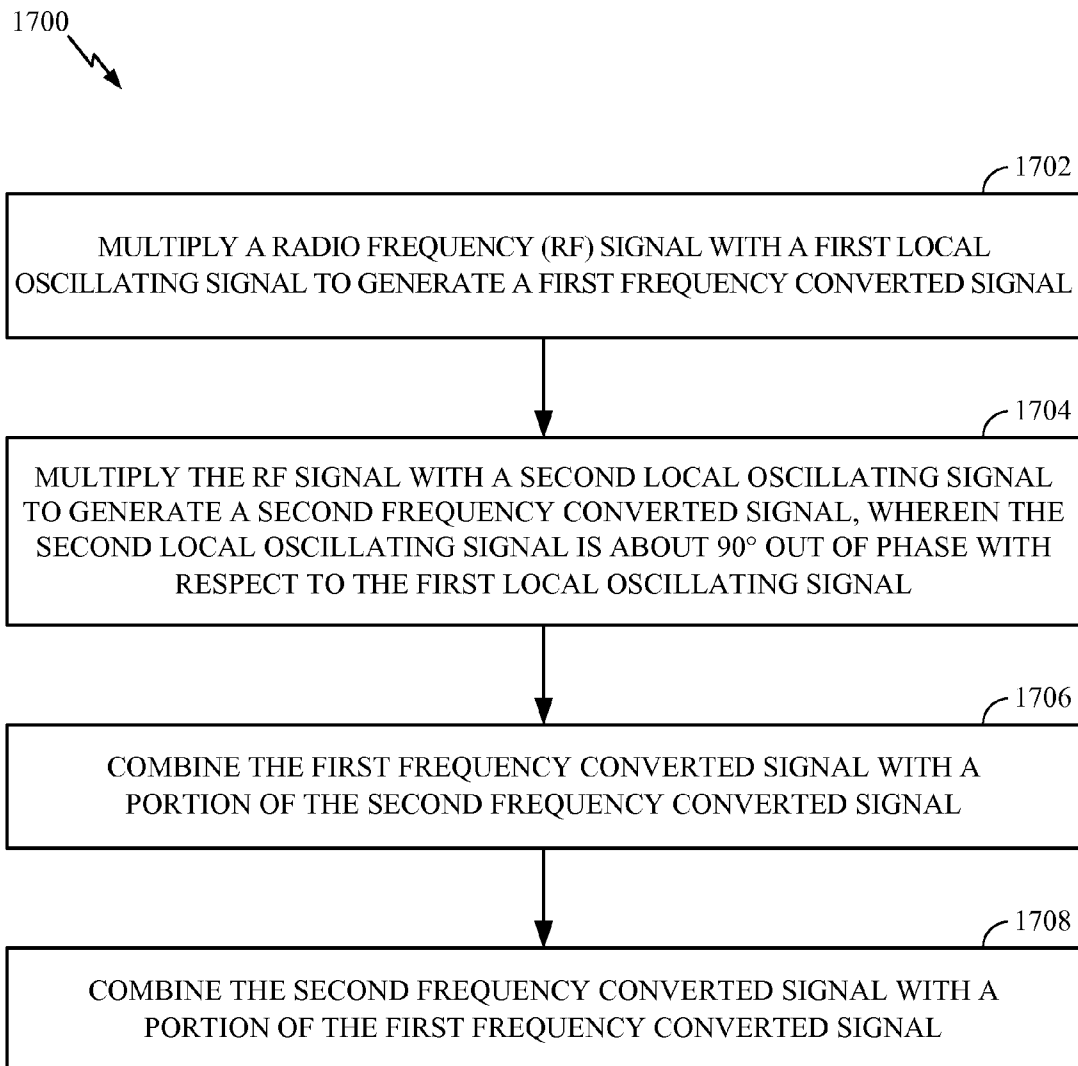 1700
1702
MULTIPLY A RADIO FREQUENCY (RF) SIGNAL WITH A FIRST LOCAL
OSCILLATING SIGNAL TO GENERATE A FIRST FREQUENCY CONVERTED SIGNAL
1704
MULTIPLY THE RF SIGNAL WITH A SECOND LOCAL OSCILLATING SIGNAL
TO GENERATE A SECOND FREQUENCY CONVERTED SIGNAL, WHEREIN THE
SECOND LOCAL OSCILLATING SIGNAL IS ABOUT 90° OUT OF PHASE WITH
RESPECT TO THE FIRST LOCAL OSCILLATING SIGNAL
1706
COMBINE THE FIRST FREQUENCY CONVERTED SIGNAL WITH A
PORTION OF THE SECOND FREQUENCY CONVERTED SIGNAL
1708
COMBINE THE SECOND FREQUENCY CONVERTED SIGNAL WITH A
PORTION OF THE FIRST FREQUENCY CONVERTED SIGNAL